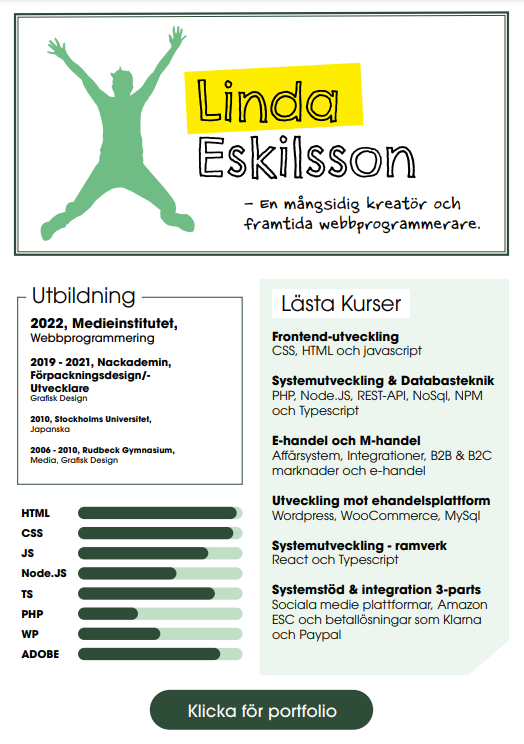 Linda
Eskilsson
– En mångsidig kreatör och
framtida webbprogrammerare.
Utbildning
2022, Medieinstitutet,
Webbprogrammering
2019 - 2021, Nackademin,
Förpackningsdesign/-
Utvecklare
Grafisk Design
2010, Stockholms Universitet,
Japanska
2006 - 2010, Rudbeck Gymnasium,
Media, Grafisk Design
HTML
CSS
JS
Node.JS
TS
PHP
WP
ADOBE
Lästa Kurser
Frontend-utveckling
CSS, HTML och javascript
Systemutveckling & Databasteknik
PHP, Node.JS, REST-API, NoSql, NPM
och Typescript
E-handel och M-handel
Affärsystem, Integrationer, B2B & B2C
marknader och e-handel
Utveckling mot ehandelsplattform
Wordpress, WooCommerce, MySql
Systemutveckling - ramverk
React och Typescript
Systemstöd & integration 3-parts
Sociala medie plattformar, Amazon
ESC och betallösningar som Klarna
och Paypal
Klicka för portfolio